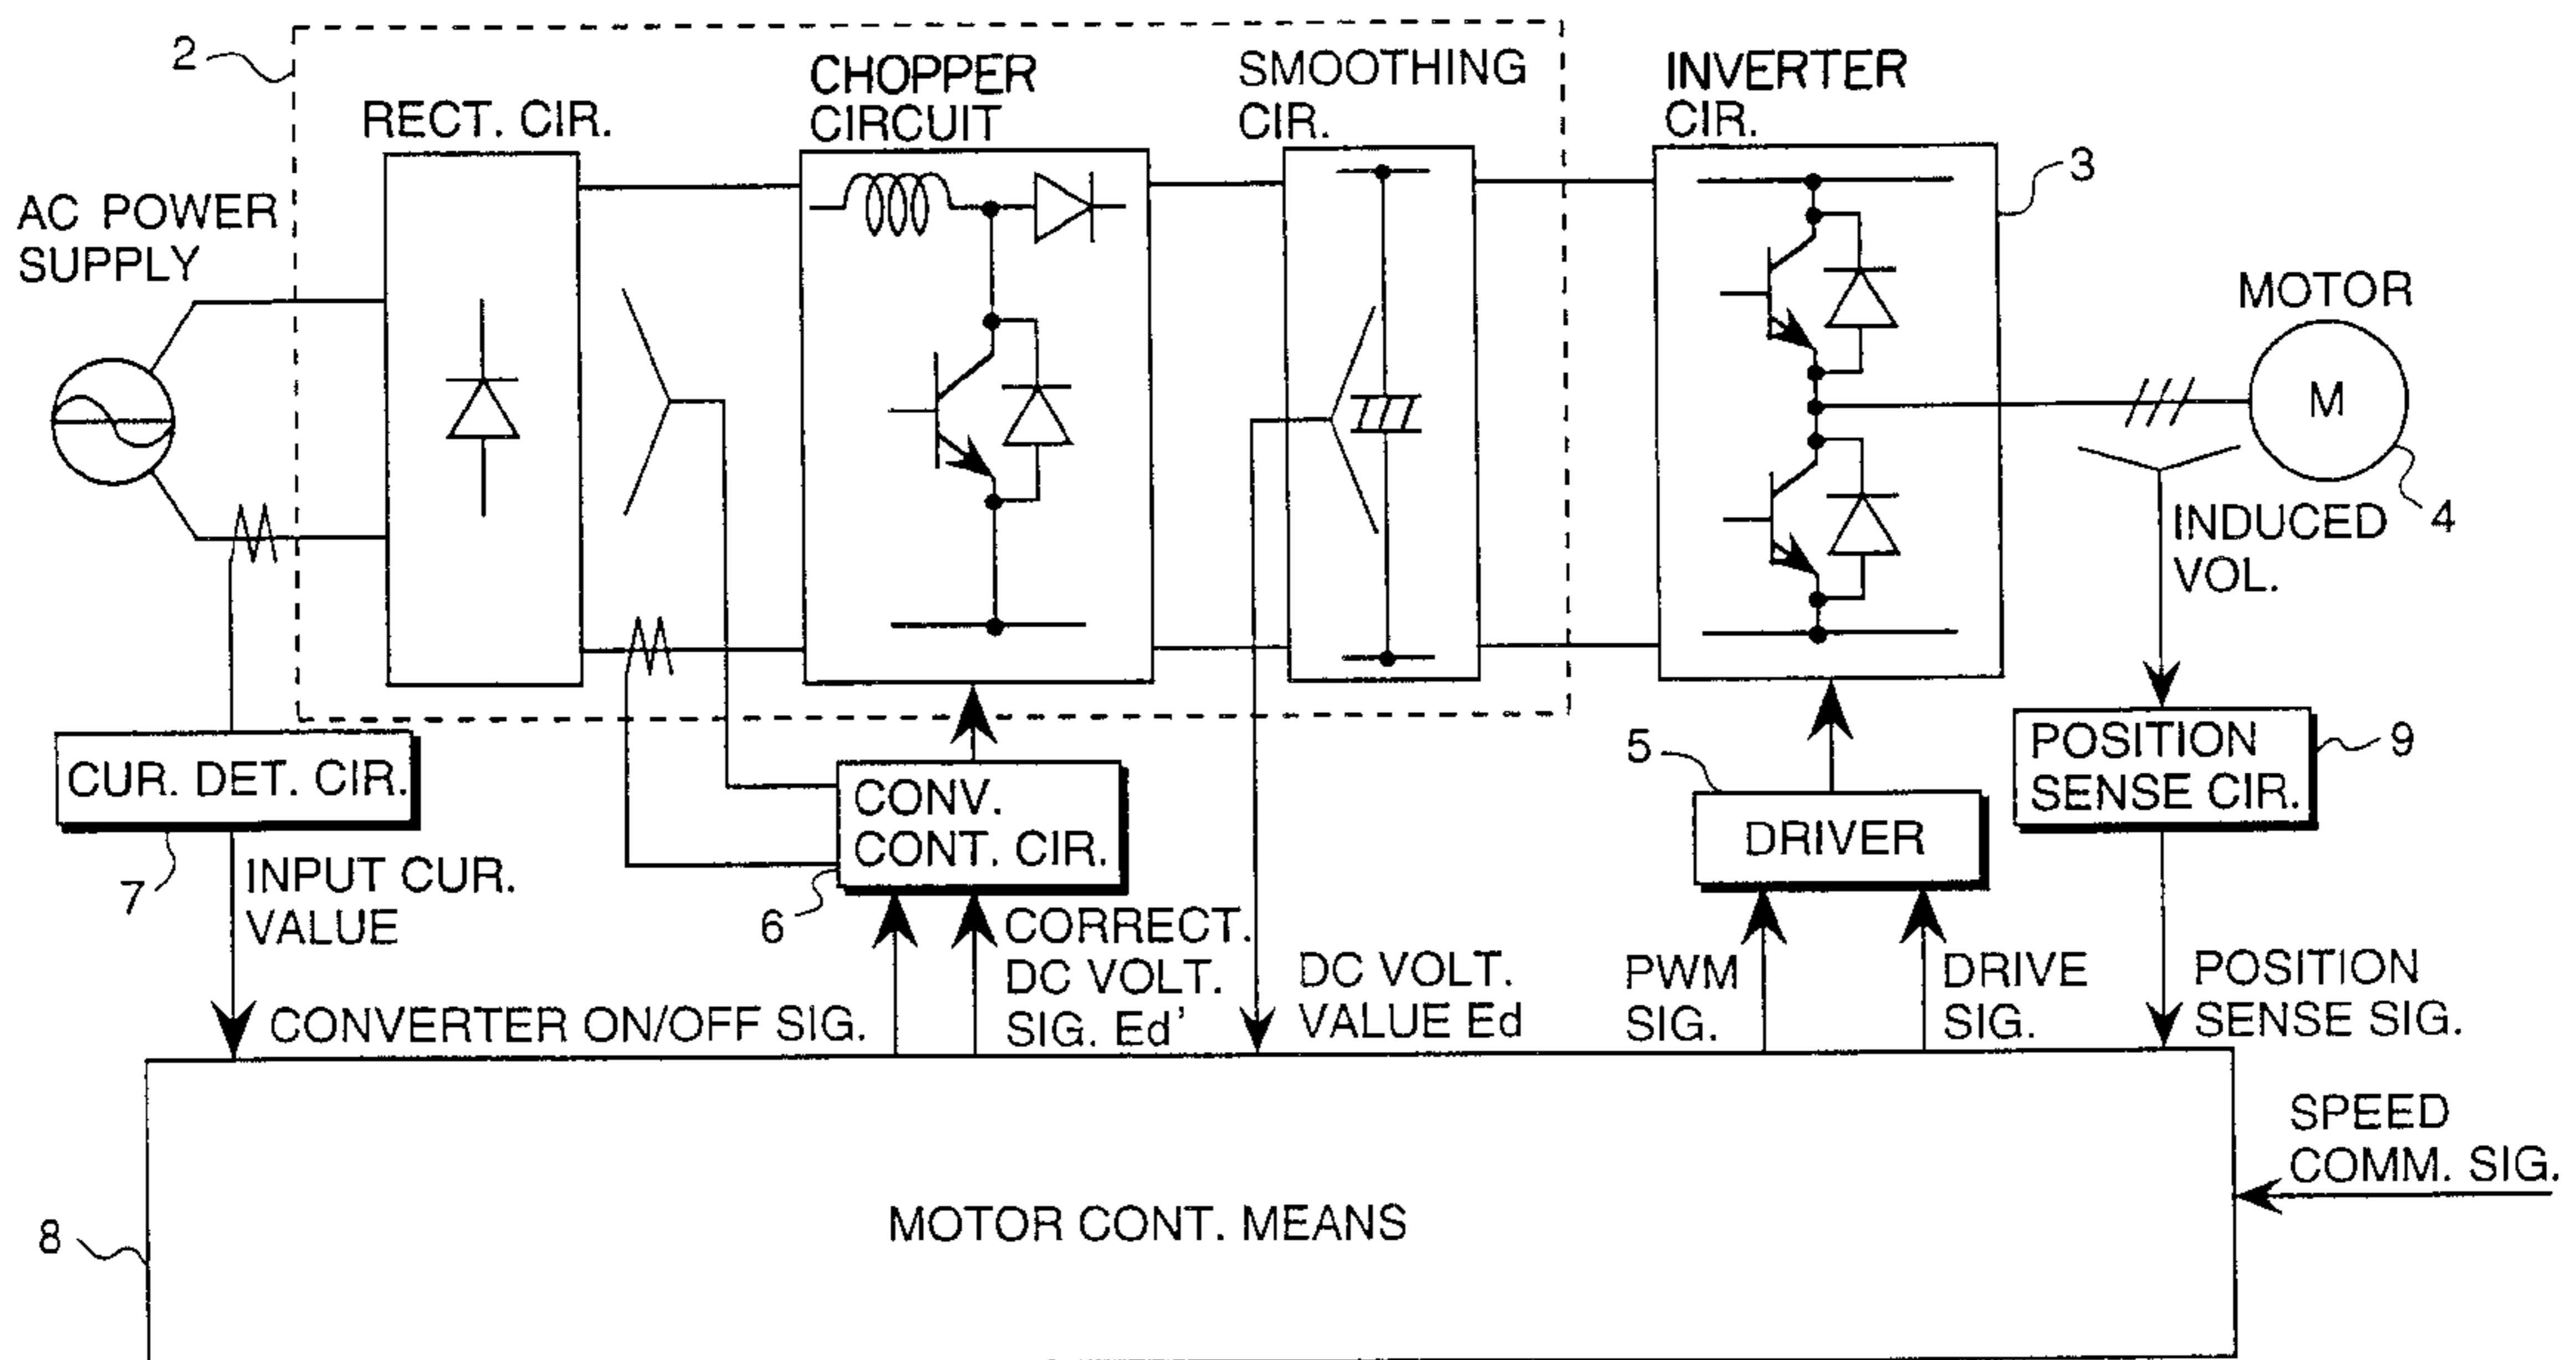 2
RECT. CIR.
CHOPPER
CIRCUIT
SMOOTHING
CIR.
INVERTER
CIR.
3
AC POWER
SUPPLY
MOTOR
M
4
INDUCED
VOL.
CUR. DET. CIR.
7
INPUT CUR.
VALUE
CONV.
CONT. CIR.
6
5
DRIVER
POSITION
SENSE CIR.
9
CONVERTER ON/OFF SIG.
CORRECT.
DC VOLT.
SIG. Ed'
DC VOLT.
VALUE Ed
PWM
SIG.
DRIVE
SIG.
POSITION
SENSE SIG.
SPEED
COMM. SIG.
8
MOTOR CONT. MEANS